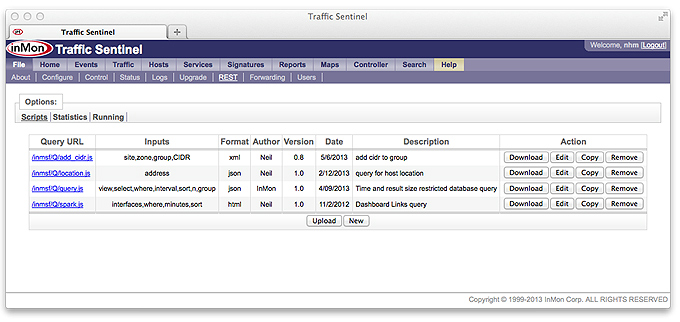 Traffic Sentinel
Traffic Sentinel +
inMon Traffic Sentinel Welcome, nhm [Logout]
File Home Events Traffic Hosts Services Signatures Reports Maps Controller Search Help
About Configure Control Status Logs Upgrade REST Forwarding Users
Options:
Scripts Statistics Running
Query URL Inputs Format Author Version Date Description Action
/inmsf/Q/add_cidr.js site,zone,group,CIDR xml Neil 0.8 5/6/2013 add cidr to group Download Edit Copy Remove
/inmsf/Q/location.js address json Neil 1.0 2/12/2013 query for host location Download Edit Copy Remove
/inmsf/Q/query.js view,select,where,interval,sort,n,group json InMon 1.0 4/09/2013 Time and result size restricted database query Download Edit Copy Remove
/inmsf/Q/spark.js interfaces,where,minutes,sort html Neil 1.0 11/2/2012 Dashboard Links query Download Edit Copy Remove
Upload New
Copyright © 1999-2013 InMon Corp. ALL RIGHTS RESERVED